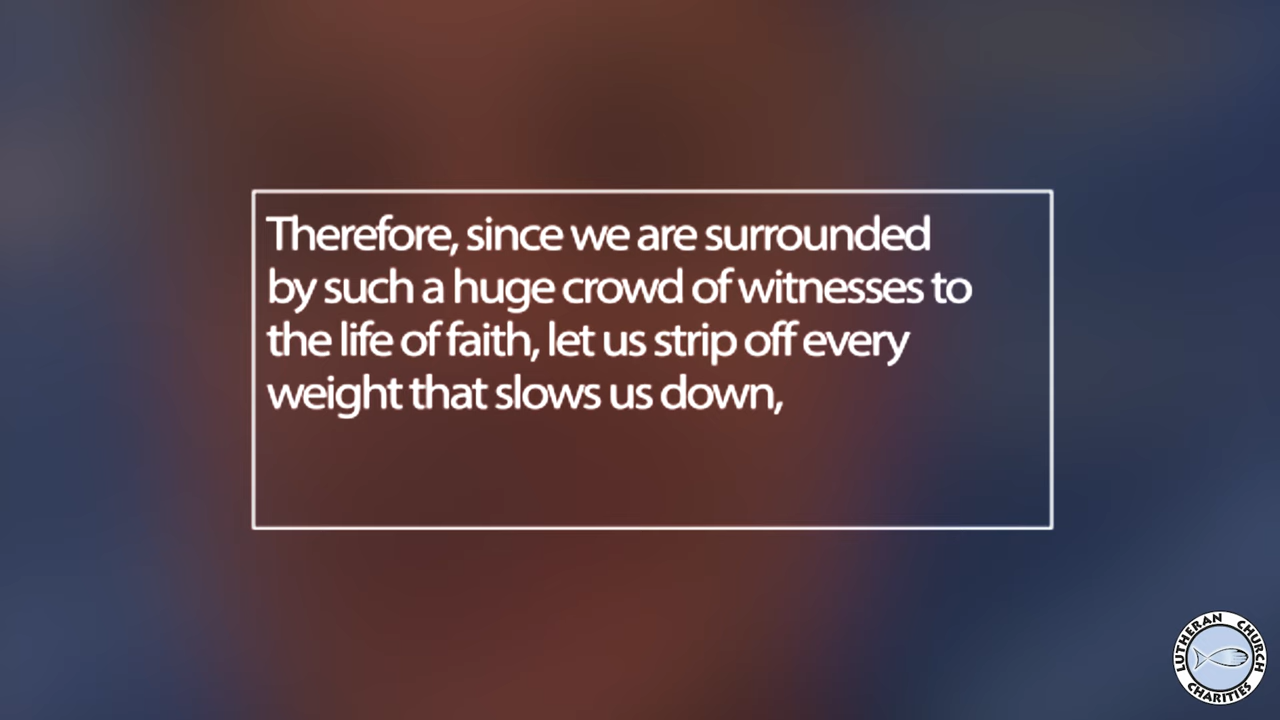 Therefore, since we are surrounded
by such a huge crowd of witnesses to
the life of faith, let us strip off every
weight that slows us down,
LUTHERAN CHURCH
CHARITIES